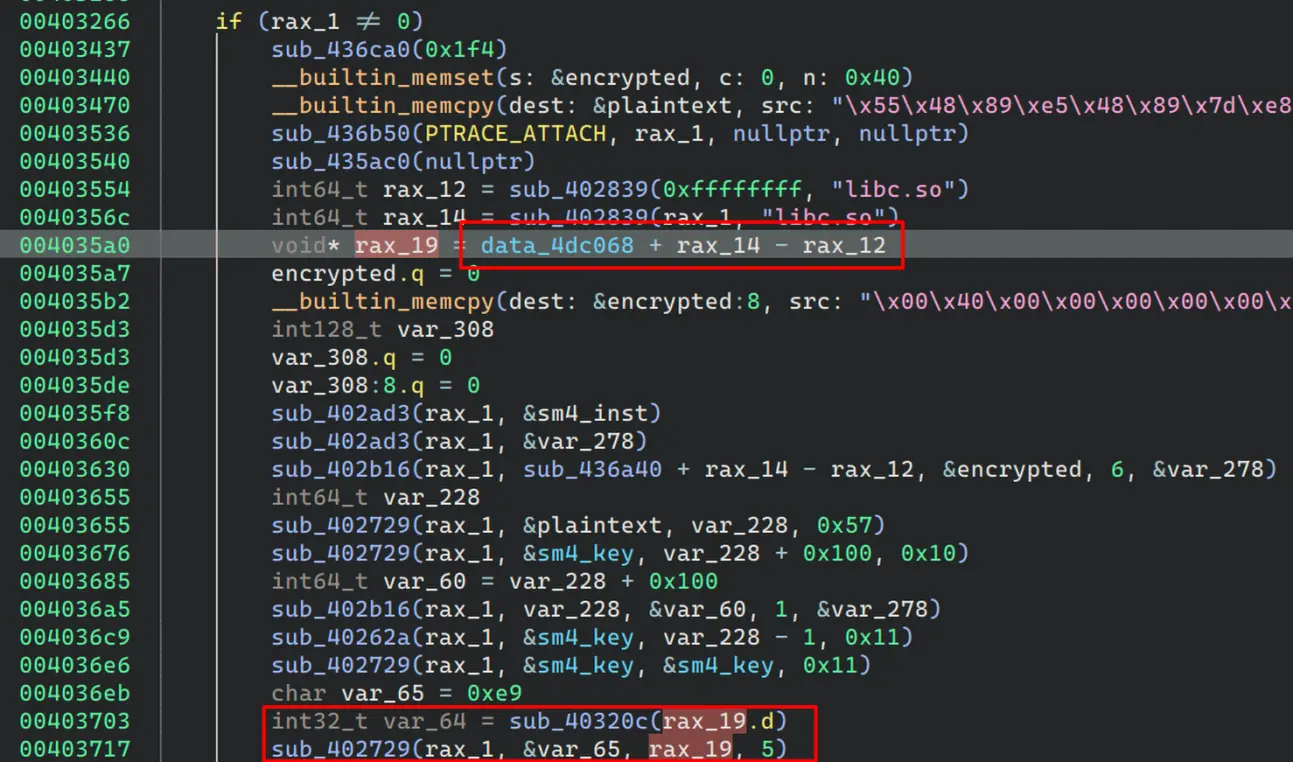 00403266 if (rax_1 ≠ 0)
00403437 sub_436ca0(0x1f4)
00403440 __builtin_memset(s: &encrypted, c: 0, n: 0x40)
00403470 __builtin_memcpy(dest: &plaintext, src: "\x55\x48\x89\xe5\x48\x89\x7d\xe8
00403536 sub_436b50(PTRACE_ATTACH, rax_1, nullptr, nullptr)
00403540 sub_435ac0(nullptr)
00403554 int64_t rax_12 = sub_402839(0xffffffff, "libc.so")
0040356c int64_t rax_14 = sub_402839(rax_1, "libc.so")
004035a0 void* rax_19 = data_4dc068 + rax_14 - rax_12
004035a7 encrypted.q = 0
004035b2 __builtin_memcpy(dest: &encrypted:8, src: "\x00\x40\x00\x00\x00\x00\x00\x
004035d3 int128_t var_308
004035d3 var_308.q = 0
004035de var_308:8.q = 0
004035f8 sub_402ad3(rax_1, &sm4_inst)
0040360c sub_402ad3(rax_1, &var_278)
00403630 sub_402b16(rax_1, sub_436a40 + rax_14 - rax_12, &encrypted, 6, &var_278)
00403655 int64_t var_228
00403655 sub_402729(rax_1, &plaintext, var_228, 0x57)
00403676 sub_402729(rax_1, &sm4_key, var_228 + 0x100, 0x10)
00403685 int64_t var_60 = var_228 + 0x100
004036a5 sub_402b16(rax_1, var_228, &var_60, 1, &var_278)
004036c9 sub_40262a(rax_1, &sm4_key, var_228 - 1, 0x11)
004036e6 sub_402729(rax_1, &sm4_key, &sm4_key, 0x11)
004036eb char var_65 = 0xe9
00403703 int32_t var_64 = sub_40320c(rax_19.d)
00403717 sub_402729(rax_1, &var_65, rax_19, 5)